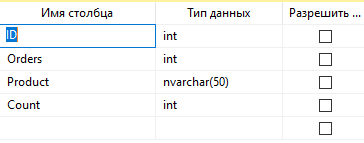 Имя столбца Тип данных Разрешить ...
ID int
Orders int
Product nvarchar(50)
Count int